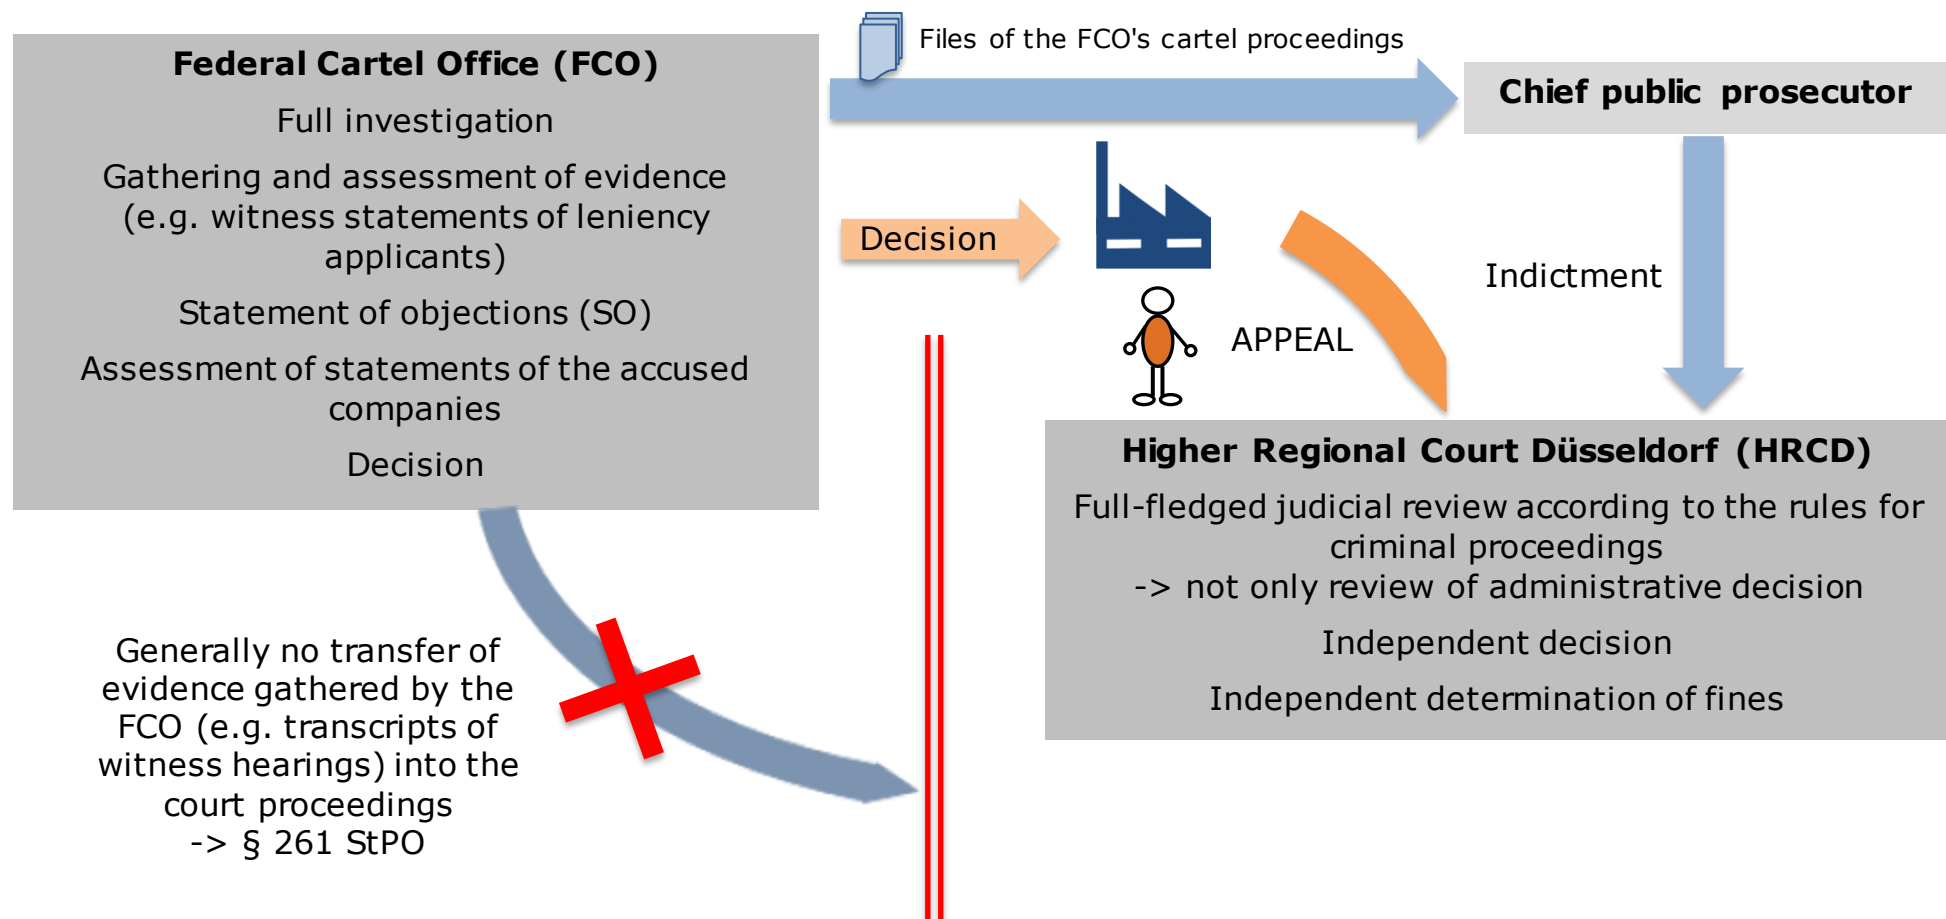 Files of the FCO's cartel proceedings
Federal Cartel Office (FCO)
Full investigation
Gathering and assessment of evidence
(e.g. witness statements of leniency
applicants)
Statement of objections (SO)
Assessment of statements of the accused
companies
Decision
Chief public prosecutor
Decision
Indictment
APPEAL
Higher Regional Court Düsseldorf (HRCD)
Full-fledged judicial review according to the rules for
criminal proceedings
-> not only review of administrative decision
Independent decision
Independent determination of fines
Generally no transfer of
evidence gathered by the
FCO (e.g. transcripts of
witness hearings) into the
court proceedings
-> § 261 StPO